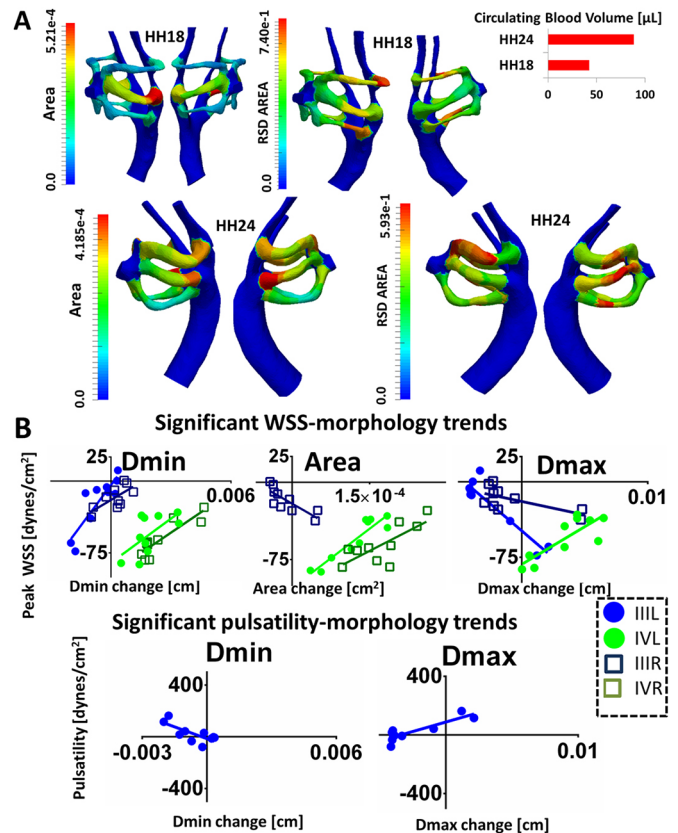 A
5.21e-4
Area
0.0
HH18
7.40e-1
RSD AREA
0.0
HH18
Circulating Blood Volume [µL]
HH24
HH18
0 50 100
4.185e-4
Area
0.0
HH24
5.93e-1
RSD AREA
0.0
HH24
Significant WSS-morphology trends
B
Peak WSS [dynes/cm²]
25
Dmin
0.006
-75
Dmin change [cm]
25
Area
1.5×10⁻⁴
-75
Area change [cm²]
25
Dmax
0.01
-75
Dmax change [cm]
IIIL
IVL
IIIR
IVR
Significant pulsatility-morphology trends
Pulsatility [dynes/cm²]
Dmin
400
-0.003 0.006
-400
Dmin change [cm]
Dmax
400
0.01
-400
Dmax change [cm]